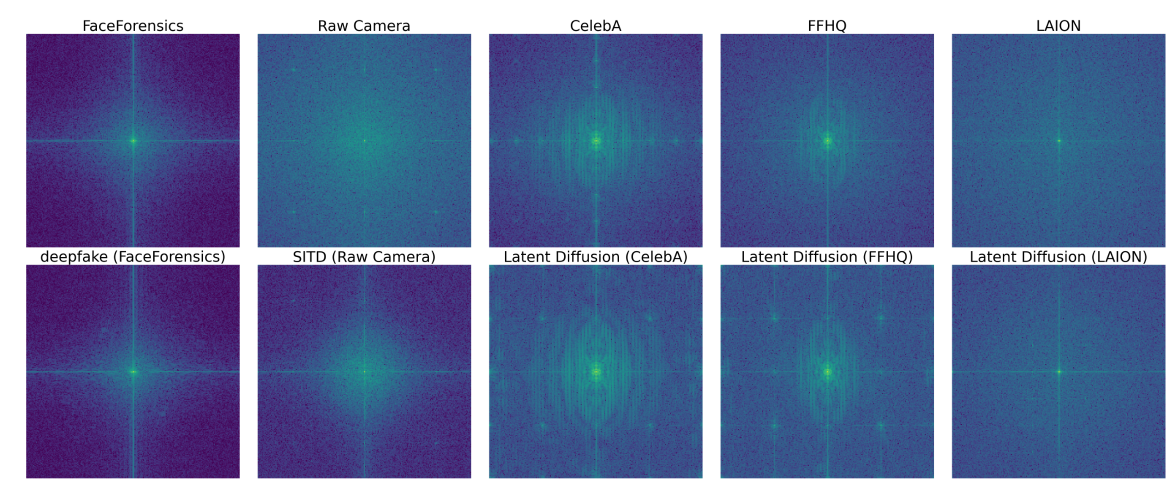 FaceForensics
Raw Camera
CelebA
FFHQ
LAION
deepfake (FaceForensics)
SITD (Raw Camera)
Latent Diffusion (CelebA)
Latent Diffusion (FFHQ)
Latent Diffusion (LAION)